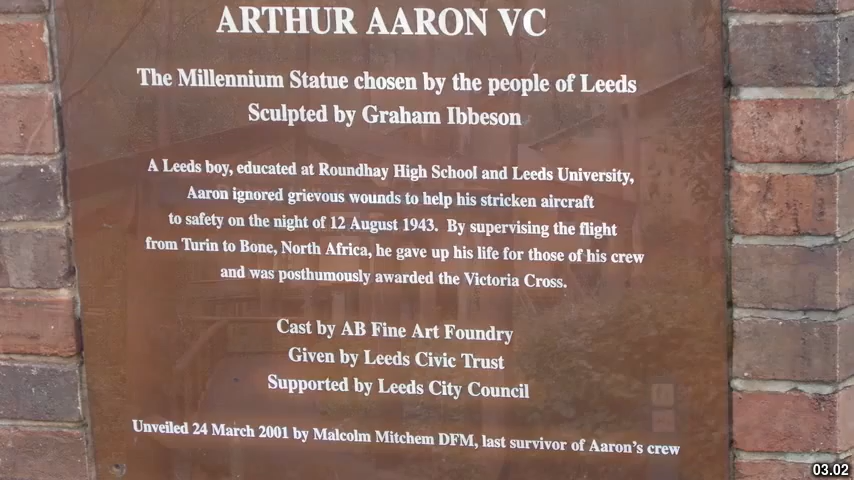 ARTHUR AARON VC
The Millennium Statue chosen by the people of Leeds
Sculpted by Graham Ibbeson
A Leeds boy, educated at Roundhay High School and Leeds University,
Aaron ignored grievous wounds to help his stricken aircraft
to safety on the night of 12 August 1943. By supervising the flight
from Turin to Bone, North Africa, he gave up his life for those of his crew
and was posthumously awarded the Victoria Cross.
Cast by AB Fine Art Foundry
Given by Leeds Civic Trust
Supported by Leeds City Council
Unveiled 24 March 2001 by Malcolm Mitchem DFM, last survivor of Aaron's crew
03.02